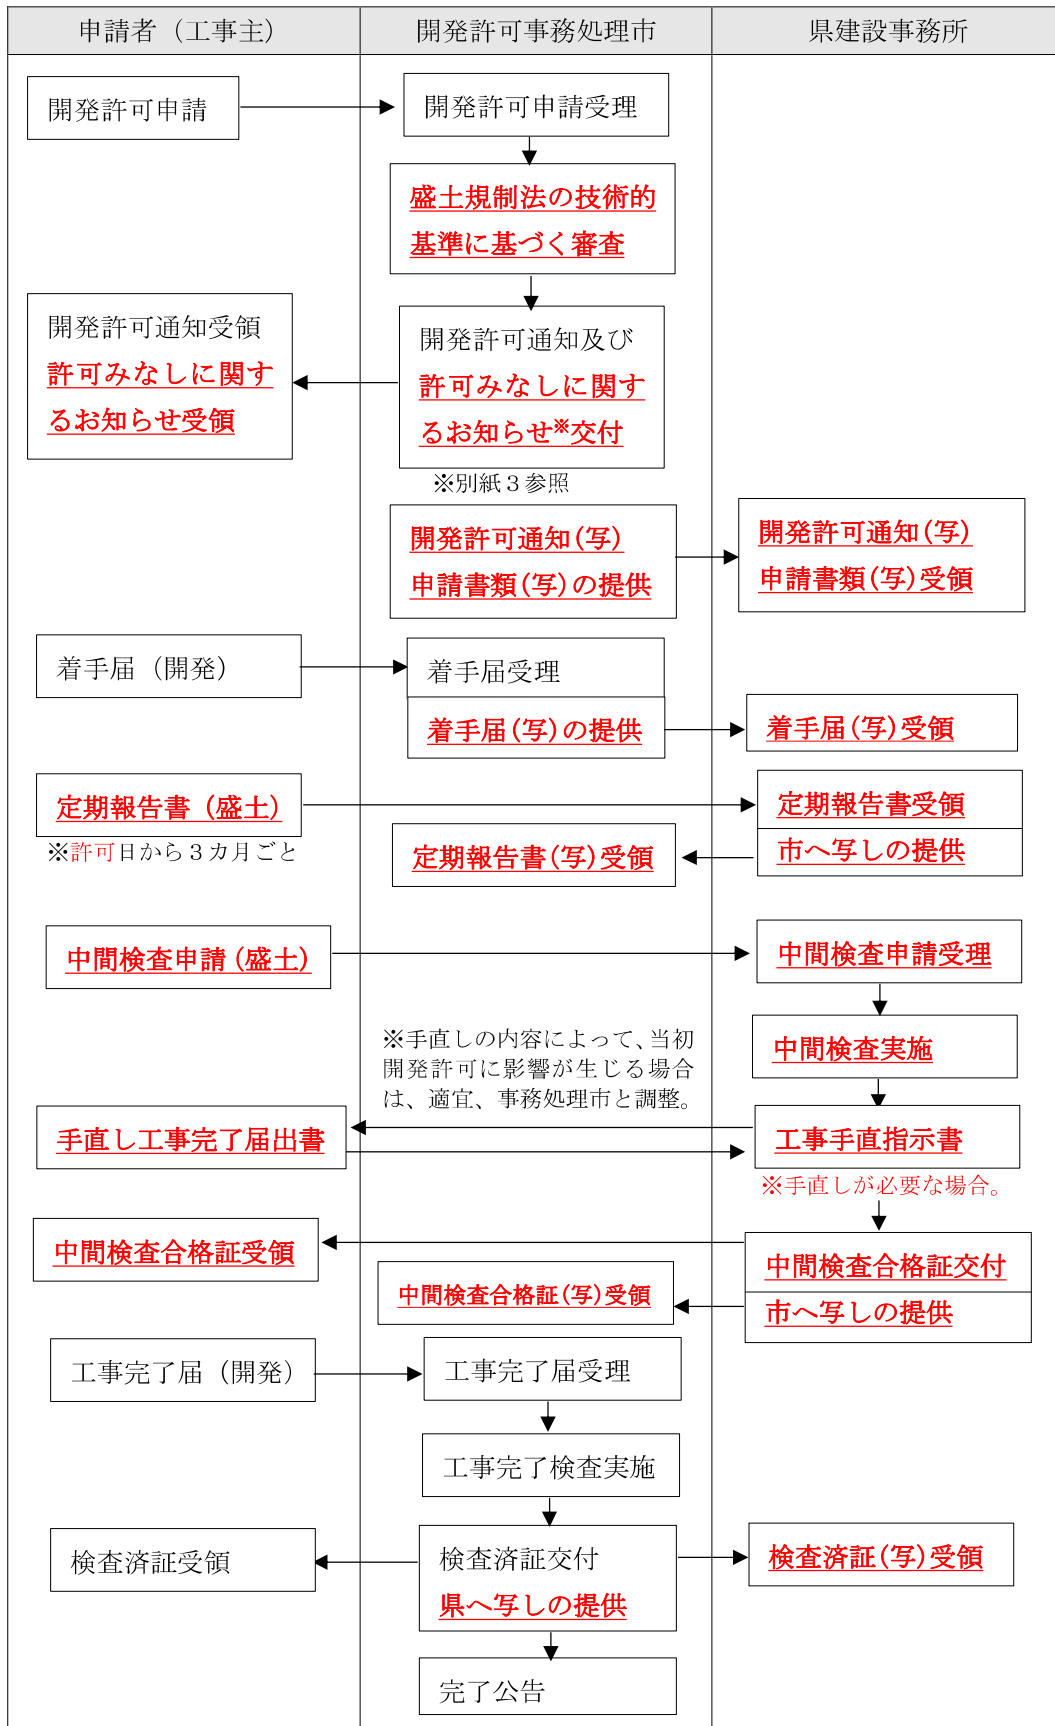 申請者（工事主）
開発許可事務処理市
県建設事務所
開発許可申請
開発許可申請受理
盛土規制法の技術的
基準に基づく審査
開発許可通知受領
許可みなしに関す
るお知らせ受領
開発許可通知及び
許可みなしに関す
るお知らせ※交付
※別紙３参照
開発許可通知(写)
申請書類(写)の提供
開発許可通知(写)
申請書類(写)受領
着手届（開発）
着手届受理
着手届(写)の提供
着手届(写)受領
定期報告書（盛土）
※許可日から３カ月ごと
定期報告書受領
市へ写しの提供
定期報告書(写)受領
中間検査申請(盛土)
中間検査申請受理
中間検査実施
※手直しの内容によって、当初
開発許可に影響が生じる場合
は、適宜、事務処理市と調整。
手直し工事完了届出書
工事手直指示書
※手直しが必要な場合。
中間検査合格証受領
中間検査合格証交付
市へ写しの提供
中間検査合格証(写)受領
工事完了届（開発）
工事完了届受理
工事完了検査実施
検査済証受領
検査済証交付
県へ写しの提供
検査済証(写)受領
完了公告